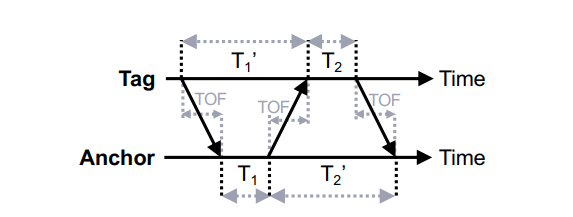 T₁' T₂
Tag Time
TOF TOF TOF
Anchor Time
T₁ T₂'